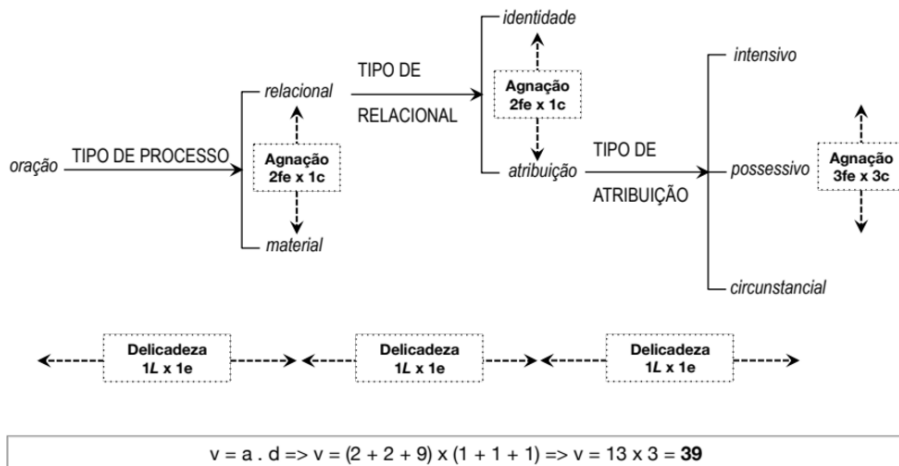 identidade
intensivo
TIPO DE
RELACIONAL
relacional
Agnação
2fe x 1c
Agnação
2fe x 1c
oração
TIPO DE PROCESSO
atribuição
TIPO DE
ATRIBUIÇÃO
possessivo
Agnação
3fe x 3c
material
circunstancial
Delicadeza
1L x 1e
Delicadeza
1L x 1e
Delicadeza
1L x 1e
v = a . d => v = (2 + 2 + 9) x (1 + 1 + 1) => v = 13 x 3 = 39